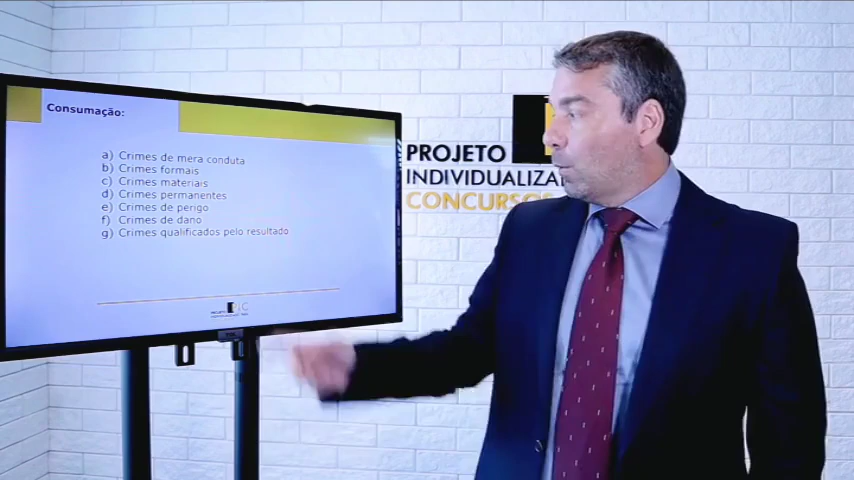 Consumação:
a) Crimes de mera conduta
b) Crimes formais
c) Crimes materiais
d) Crimes permanentes
e) Crimes de perigo
f) Crimes de dano
g) Crimes qualificados pelo resultado
PIC
PROJETO
CONCURSOS